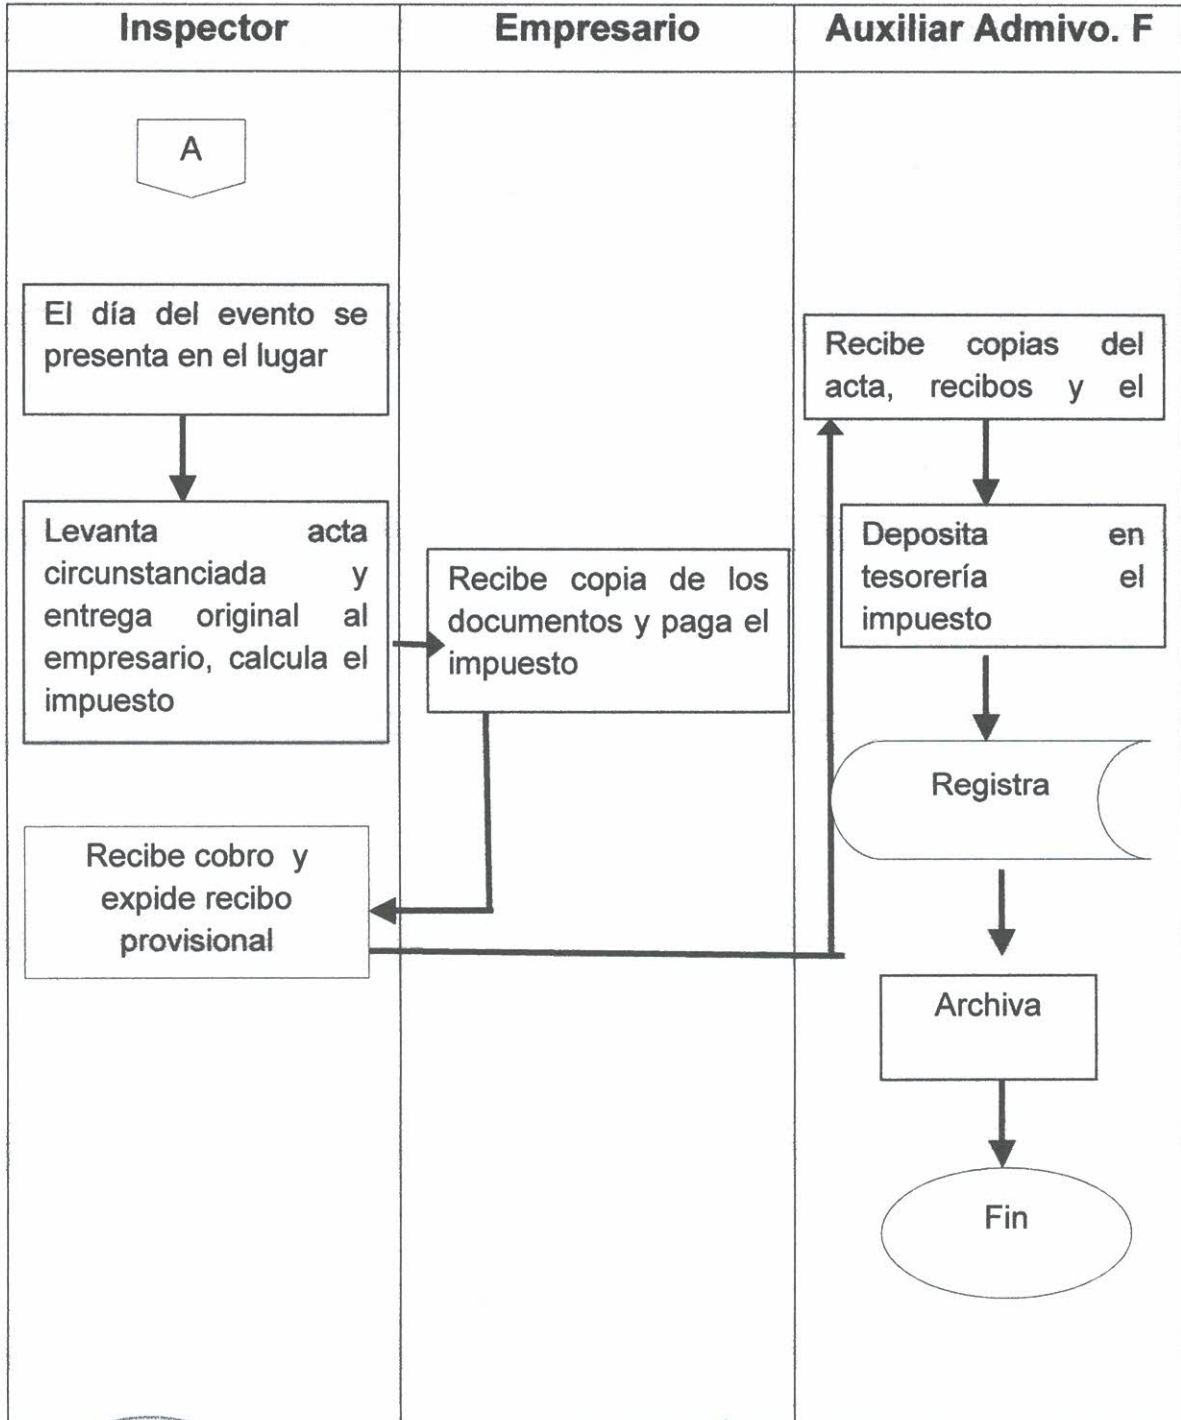 Inspector
Empresario
Auxiliar Admivo. F
A
El día del evento se
presenta en el lugar
Levanta acta
circunstanciada y
entrega original al
empresario, calcula el
impuesto
Recibe copia de los
documentos y paga el
impuesto
Recibe cobro y
expide recibo
provisional
Recibe copias del
acta, recibos y el
Deposita en
tesorería el
impuesto
Registra
Archiva
Fin